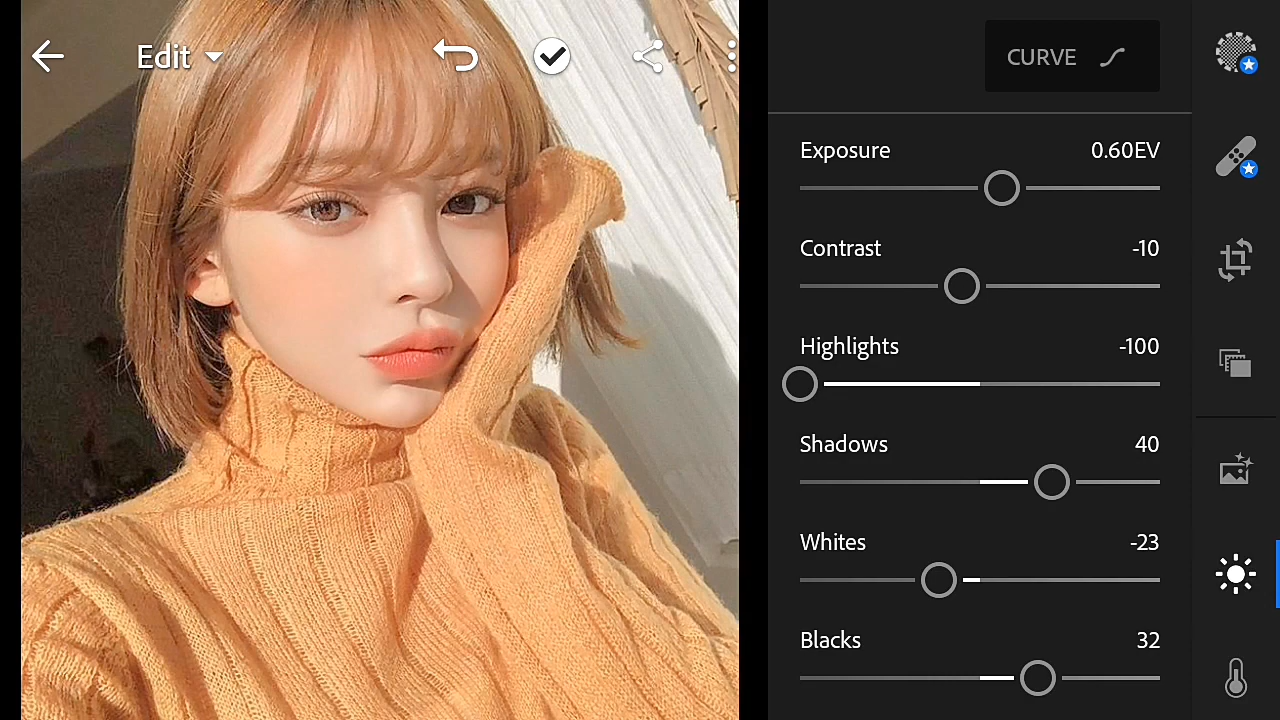 Edit
CURVE
Exposure 0.60EV
Contrast -10
Highlights -100
Shadows 40
Whites -23
Blacks 32